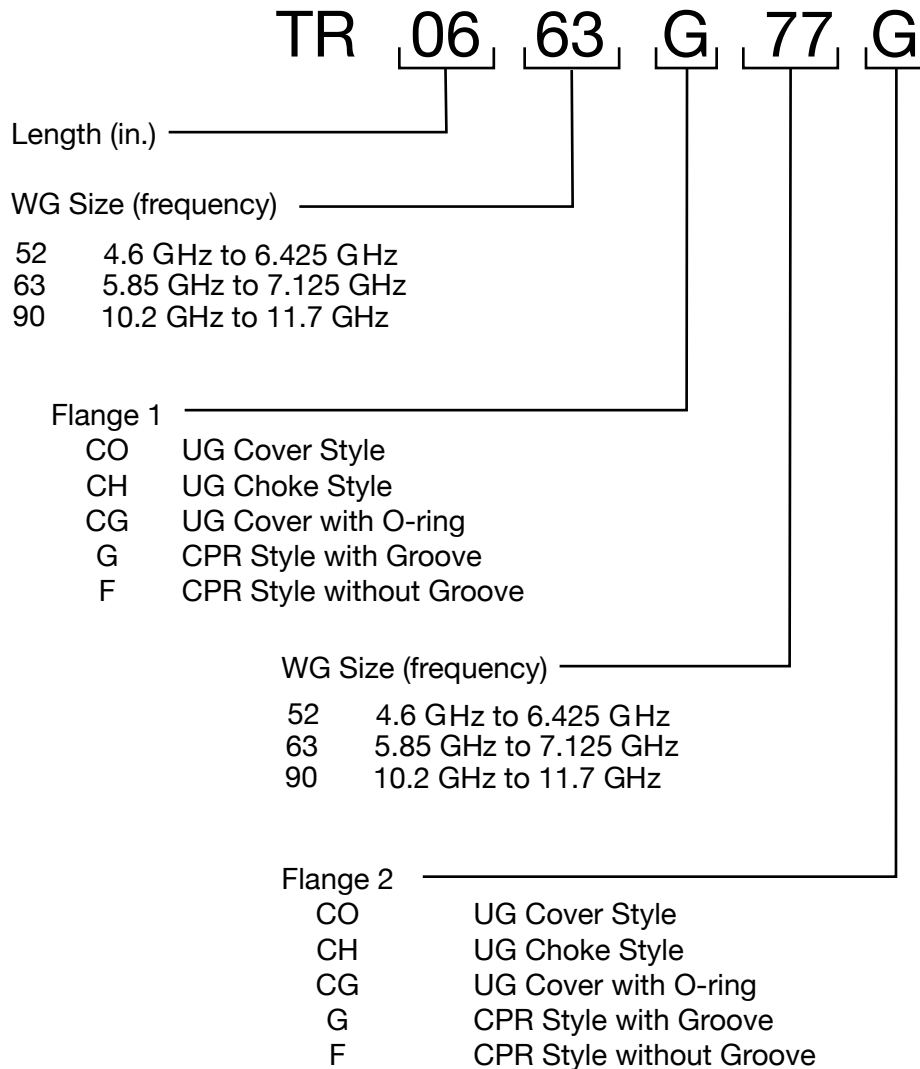 TR 06 63 G 77 G
Length (in.)
WG Size (frequency)
52 4.6 GHz to 6.425 GHz
63 5.85 GHz to 7.125 GHz
90 10.2 GHz to 11.7 GHz
Flange 1
CO UG Cover Style
CH UG Choke Style
CG UG Cover with O-ring
G CPR Style with Groove
F CPR Style without Groove
WG Size (frequency)
52 4.6 GHz to 6.425 GHz
63 5.85 GHz to 7.125 GHz
90 10.2 GHz to 11.7 GHz
Flange 2
CO UG Cover Style
CH UG Choke Style
CG UG Cover with O-ring
G CPR Style with Groove
F CPR Style without Groove